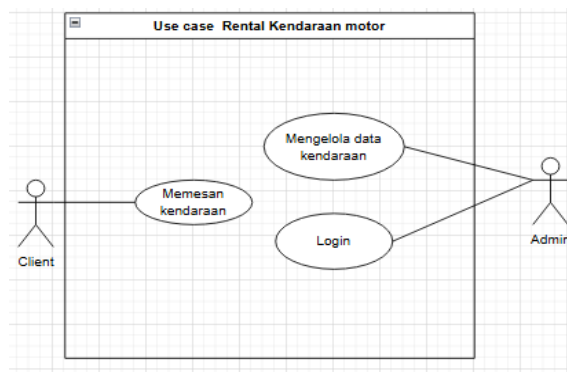 Use case Rental Kendaraan motor
Mengelola data
kendaraan
Memesan
kendaraan
Login
Client
Admin